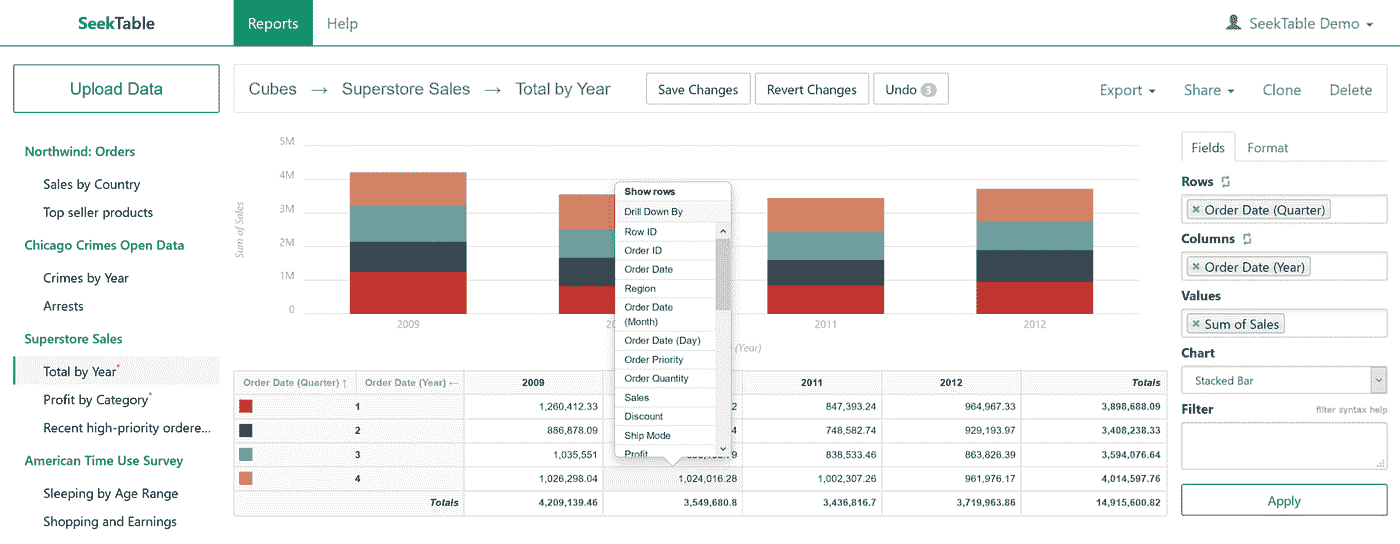 SeekTable
Reports
Help
SeekTable Demo
Upload Data
Cubes → Superstore Sales → Total by Year
Save Changes
Revert Changes
Undo 3
Export
Share
Clone
Delete
Northwind: Orders
Sales by Country
Top seller products
Chicago Crimes Open Data
Crimes by Year
Arrests
Superstore Sales
Total by Year*
Profit by Category*
Recent high-priority ordere...
American Time Use Survey
Sleeping by Age Range
Shopping and Earnings
Sum of Sales
5M
4M
3M
2M
1M
0
2009
2011
2012
(Year)
Show rows
Drill Down By
Row ID
Order ID
Order Date
Region
Order Date
(Month)
Order Date (Day)
Order Priority
Order Quantity
Sales
Discount
Ship Mode
Profit
Order Date (Quarter) ↑ Order Date (Year) ← 2009 2011 2012 Totals
1 1,260,412.33 2 847,393.24 964,967.33 3,898,688.09
2 886,878.09 4 748,582.74 929,193.97 3,408,238.33
3 1,035,551 9 838,533.46 863,826.39 3,594,076.64
4 1,026,298.04 1,024,016.28 1,002,307.26 961,976.17 4,014,597.76
Totals 4,209,139.46 3,549,680.8 3,436,816.7 3,719,963.86 14,915,600.82
Fields
Format
Rows
× Order Date (Quarter)
Columns
× Order Date (Year)
Values
× Sum of Sales
Chart
Stacked Bar
Filter
filter syntax help
Apply